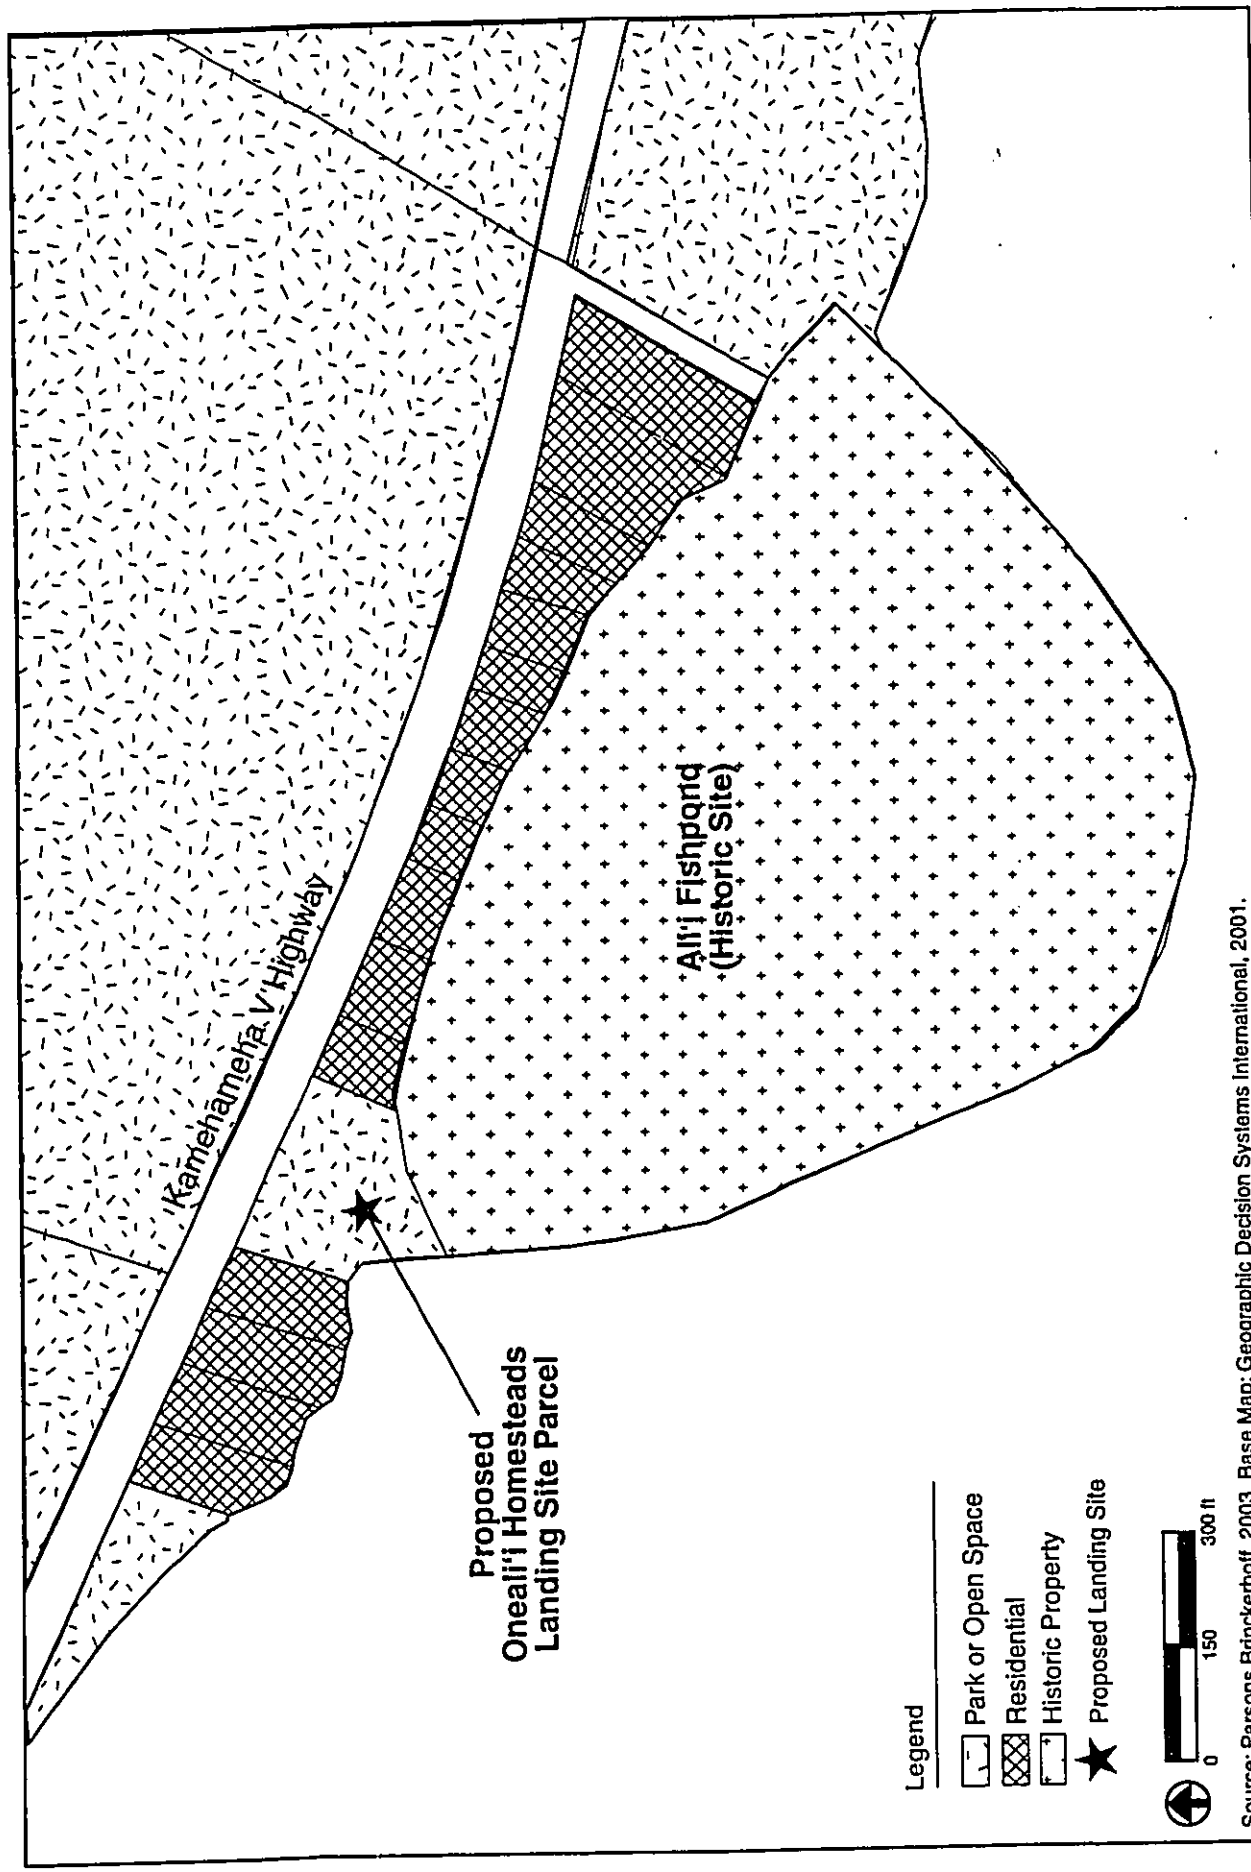 Kamehameha V Highway
Ali'i Fishpond
(Historic Site)
Proposed
Oneali'i Homesteads
Landing Site Parcel
Legend
Park or Open Space
Residential
Historic Property
Proposed Landing Site
0 150 300 ft
Source: Parsons Brinckerhoff, 2003. Base Map: Geographic Decision Systems International, 2001.